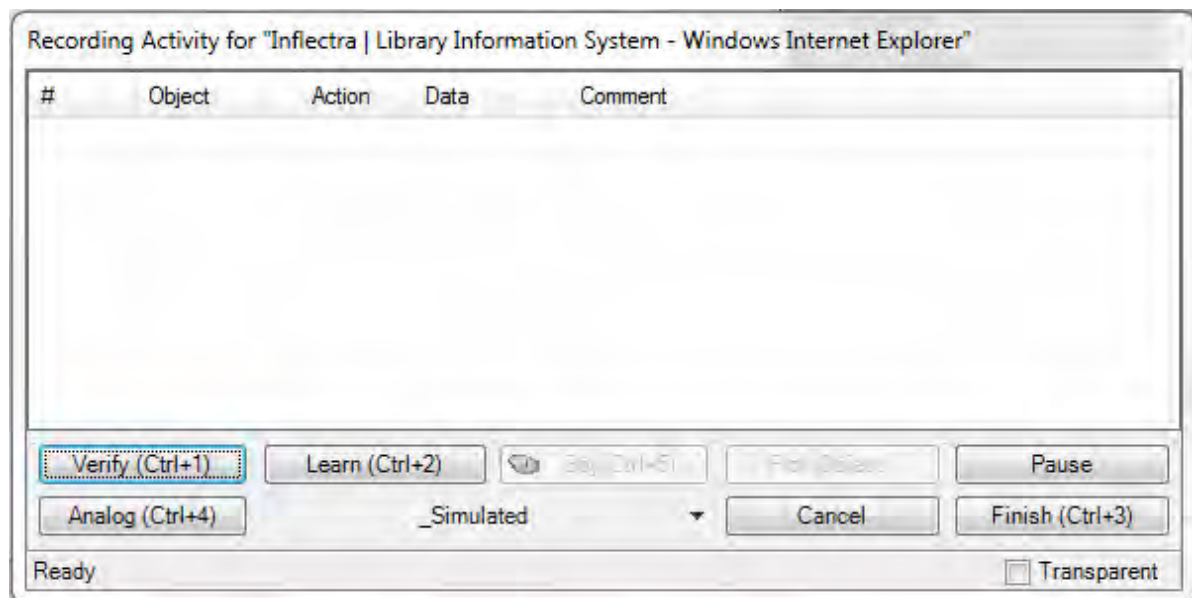 Recording Activity for "Inflectra | Library Information System - Windows Internet Explorer"
# Object Action Data Comment
Verify (Ctrl+1) Learn (Ctrl+2) Pause
Analog (Ctrl+4) _Simulated Cancel Finish (Ctrl+3)
Ready Transparent